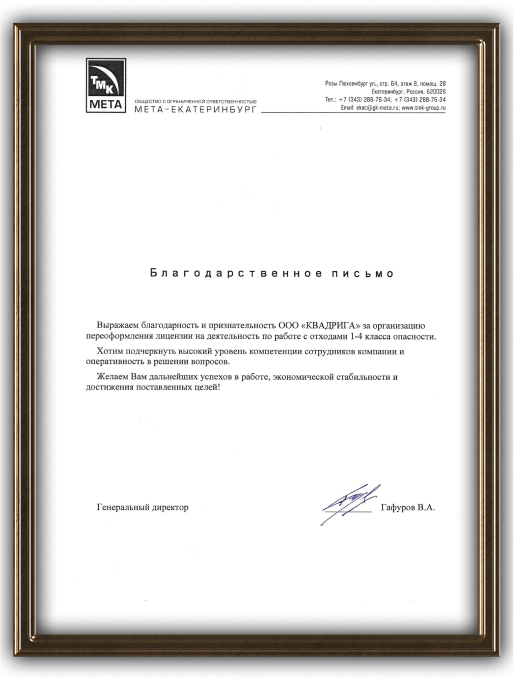 ТМК
МЕТА
ОБЩЕСТВО С ОГРАНИЧЕННОЙ ОТВЕТСТВЕННОСТЬЮ
МЕТА-ЕКАТЕРИНБУРГ
Розы Люксембург ул., стр. 64, этаж 8, помещ. 28
Екатеринбург, Россия, 620026
Тел.: +7 (343) 288-76-34; +7 (343) 288-76-34
Email: ekat@gk-meta.ru; www.tmk-group.ru
Благодарственное письмо
Выражаем благодарность и признательность ООО «КВАДРИГА» за организацию
переоформления лицензии на деятельность по работе с отходами 1-4 класса опасности.
Хотим подчеркнуть высокий уровень компетенции сотрудников компании и
оперативность в решении вопросов.
Желаем Вам дальнейших успехов в работе, экономической стабильности и
достижения поставленных целей!
Генеральный директор
Гафуров В.А.